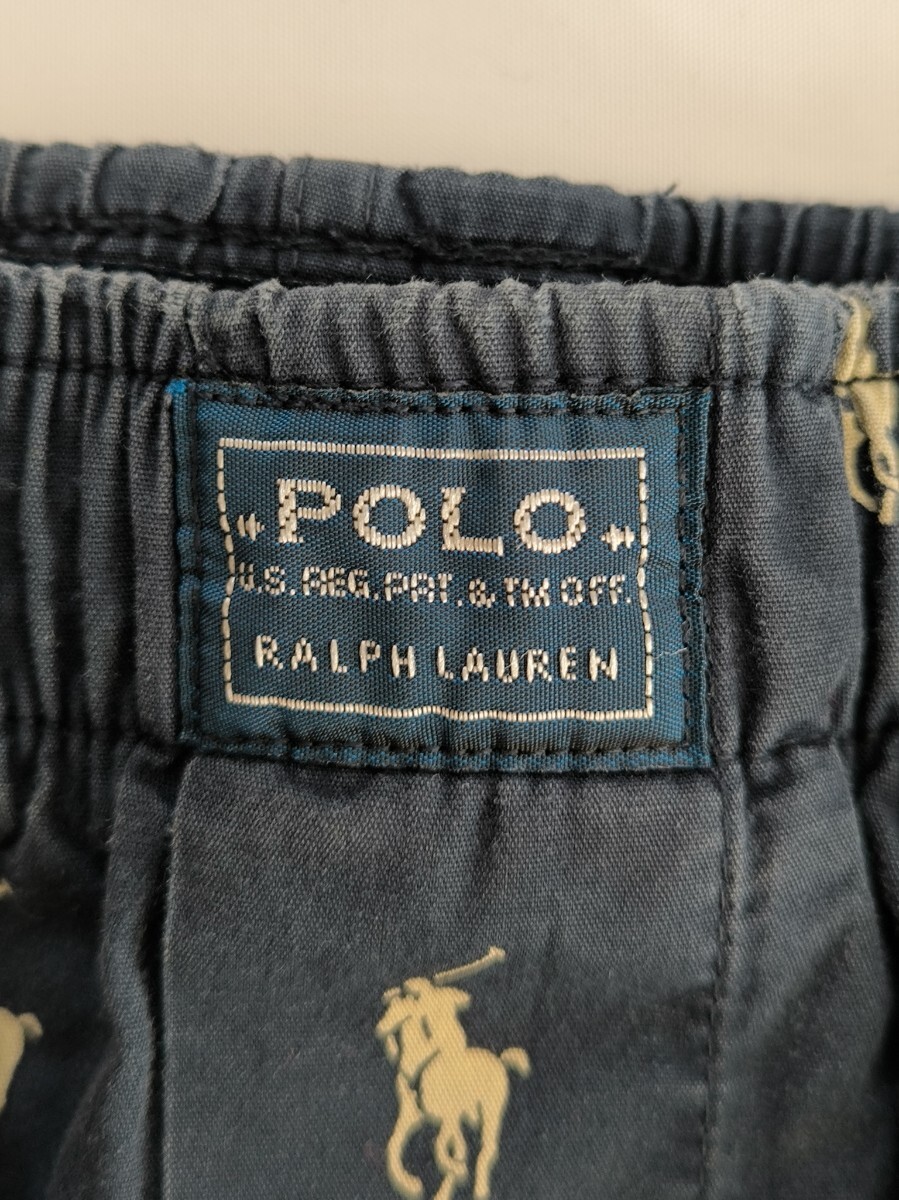 POLO
U.S. REG. PAT. & TM OFF.
RALPH LAUREN